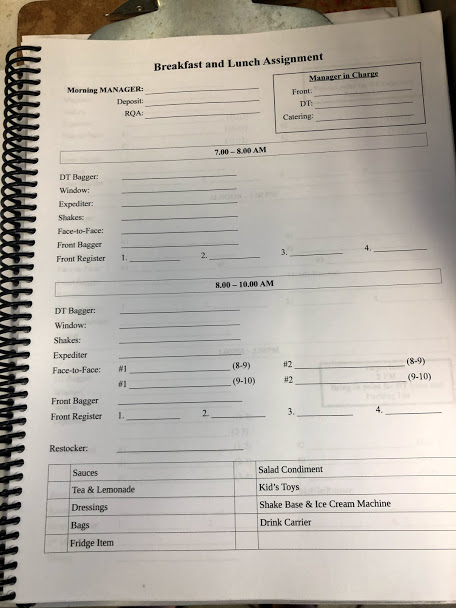 Breakfast and Lunch Assignment
Morning MANAGER:
Deposit:
RQA:
Manager in Charge
Front:
DT:
Catering:
7.00 – 8.00 AM
DT Bagger:
Window:
Expediter:
Shakes:
Face-to-Face:
Front Bagger
Front Register 1. 2. 3. 4.
8.00 – 10.00 AM
DT Bagger:
Window:
Shakes:
Expediter
Face-to-Face: #1 (8-9) #2 (8-9)
#1 (9-10) #2 (9-10)
Front Bagger
Front Register 1. 2. 3. 4.
Restocker:
Sauces Salad Condiment
Tea & Lemonade Kid's Toys
Dressings Shake Base & Ice Cream Machine
Bags Drink Carrier
Fridge Item